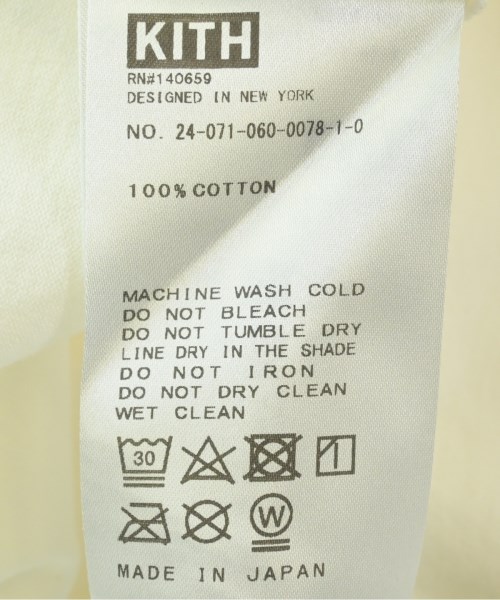 KITH
RN#140659
DESIGNED IN NEW YORK
NO. 24-071-060-0078-1-0
100% COTTON
MACHINE WASH COLD
DO NOT BLEACH
DO NOT TUMBLE DRY
LINE DRY IN THE SHADE
DO NOT IRON
DO NOT DRY CLEAN
WET CLEAN
30
W
MADE IN JAPAN